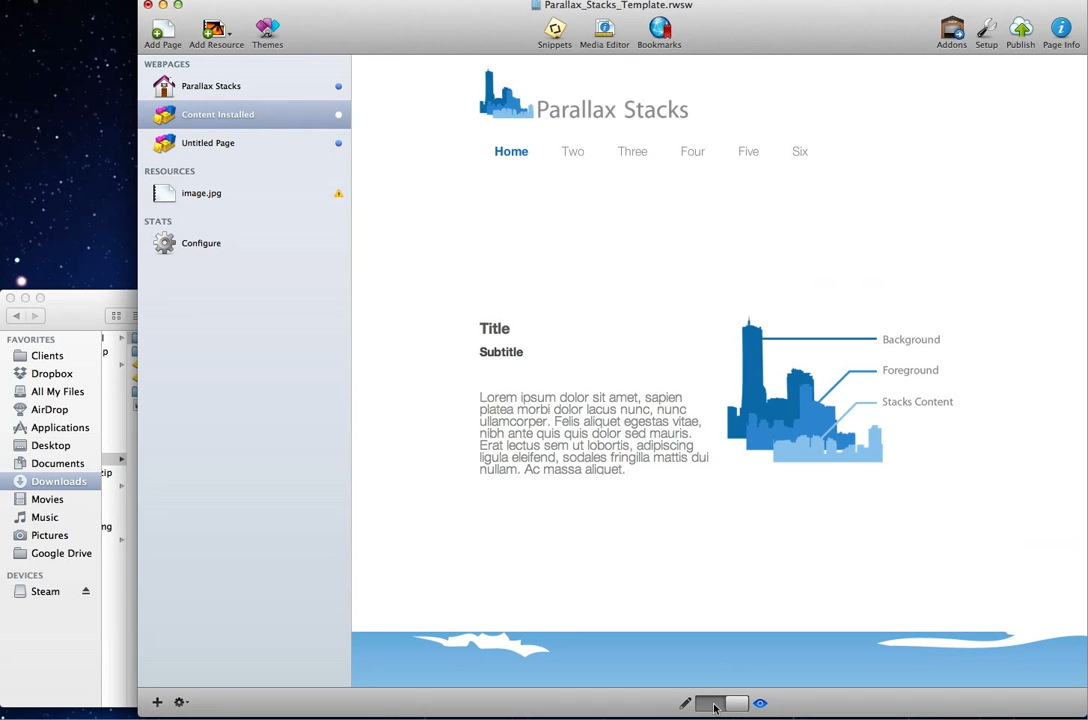 Parallax_Stacks_Template.rwsw
Add Page
Add Resource
Themes
Snippets
Media Editor
Bookmarks
Addons
Setup
Publish
Page Info
WEBPAGES
Parallax Stacks
Content Installed
Untitled Page
RESOURCES
image.jpg
STATS
Configure
Parallax Stacks
Home
Two
Three
Four
Five
Six
Title
Subtitle
Lorem ipsum dolor sit amet, sapien
platea morbi dolor lacus nunc, nunc
ullamcorper. Felis aliquet egestas vitae,
nibh ante quis quis dolor sed mauris.
Erat lectus sem ut lobortis, adipiscing
ligula eleifend, sodales fringilla mattis dui
nullam. Ac massa aliquet.
Background
Foreground
Stacks Content
FAVORITES
Clients
Dropbox
All My Files
AirDrop
Applications
Desktop
Documents
Downloads
Movies
Music
Pictures
Google Drive
DEVICES
Steam